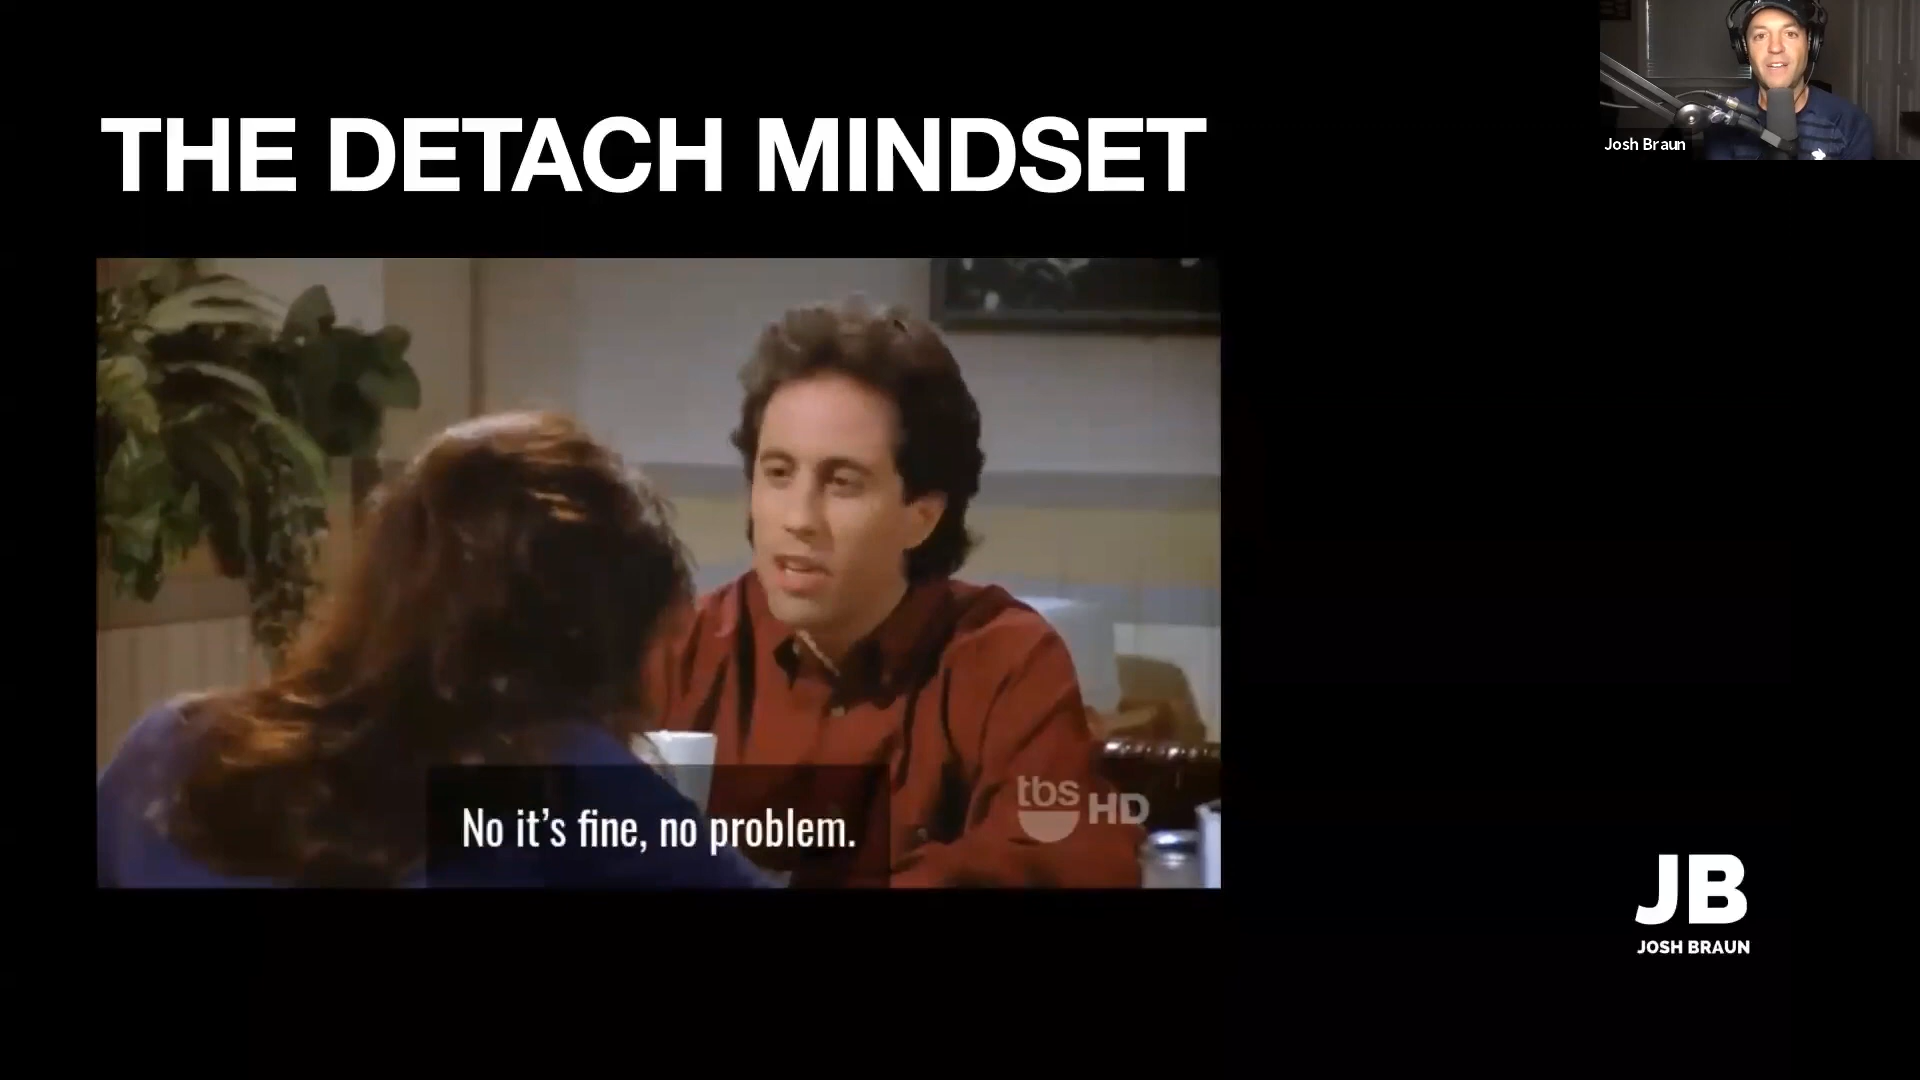 THE DETACH MINDSET
Josh Braun
No it’s fine, no problem.
tbs HD
JB
JOSH BRAUN